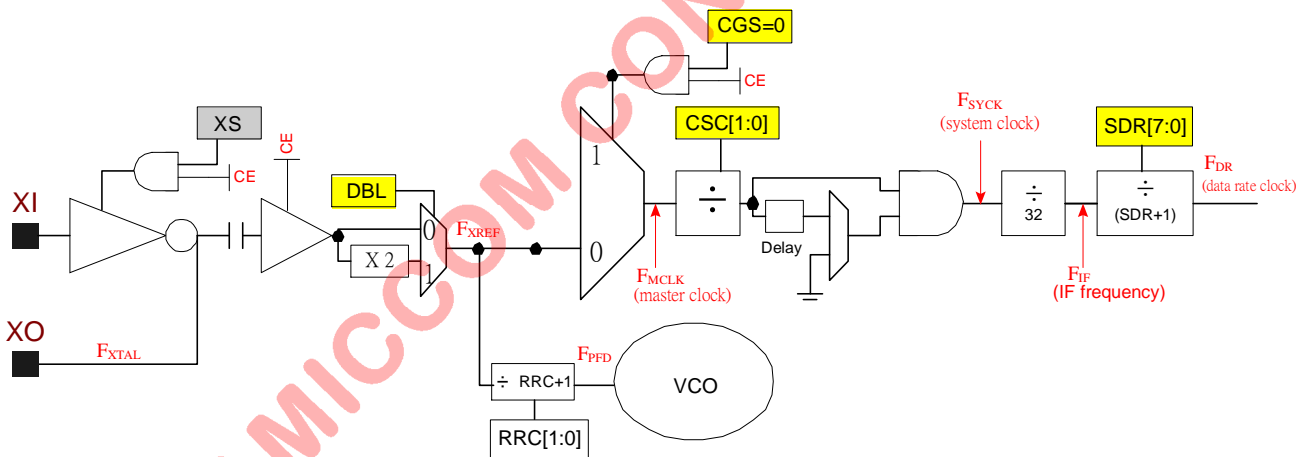 CGS=0
CE
XS
CE
CE
CSC[1:0]
F_SYCK
(system clock)
SDR[7:0]
F_DR
(data rate clock)
XI
DBL
0
F_XREF
X 2
1
1
0
÷
Delay
F_MCLK
(master clock)
÷
32
÷
(SDR+1)
F_IF
(IF frequency)
XO
F_XTAL
÷ RRC+1
F_PFD
VCO
RRC[1:0]
AMICCOM CON